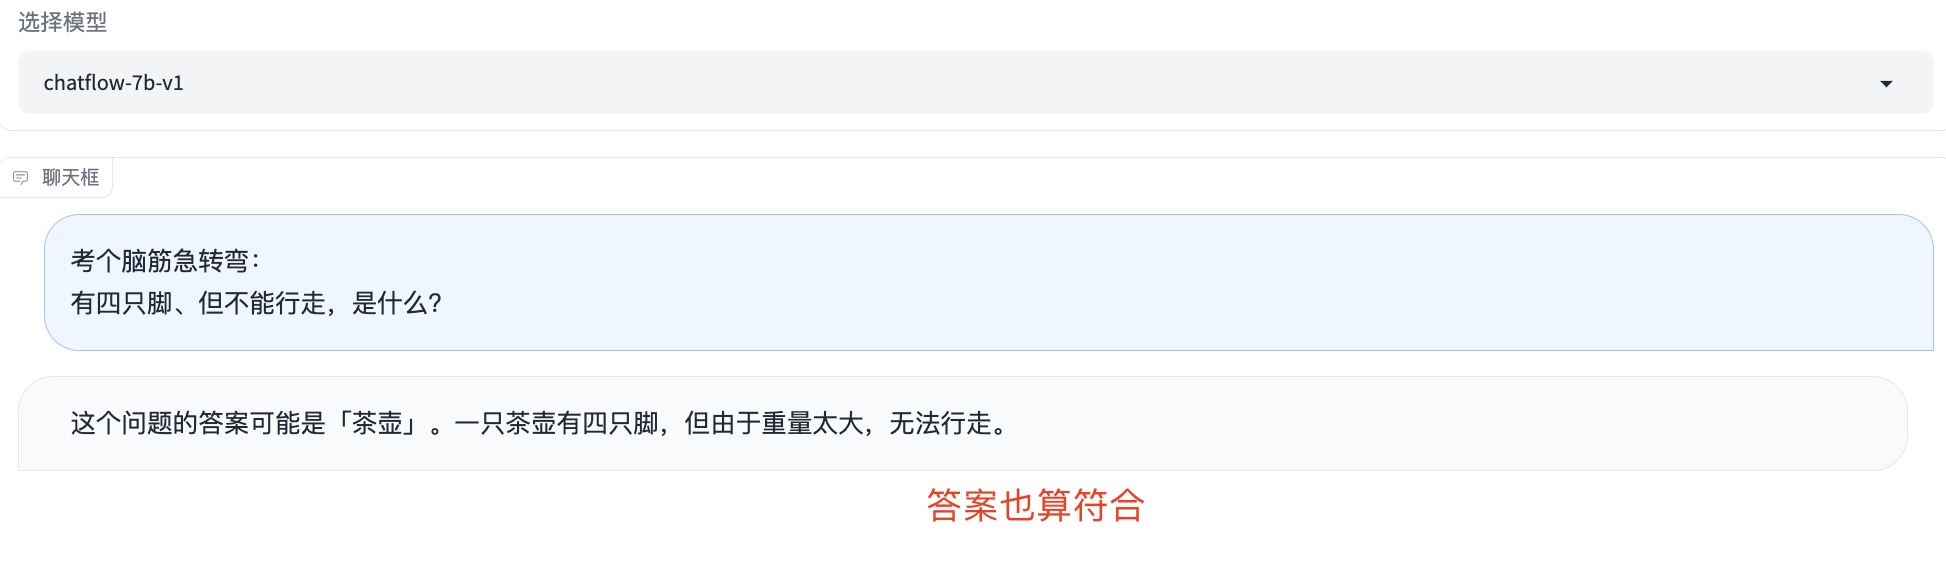 选择模型
chatflow-7b-v1
聊天框
考个脑筋急转弯：
有四只脚、但不能行走，是什么？
这个问题的答案可能是「茶壶」。一只茶壶有四只脚，但由于重量太大，无法行走。
答案也算符合